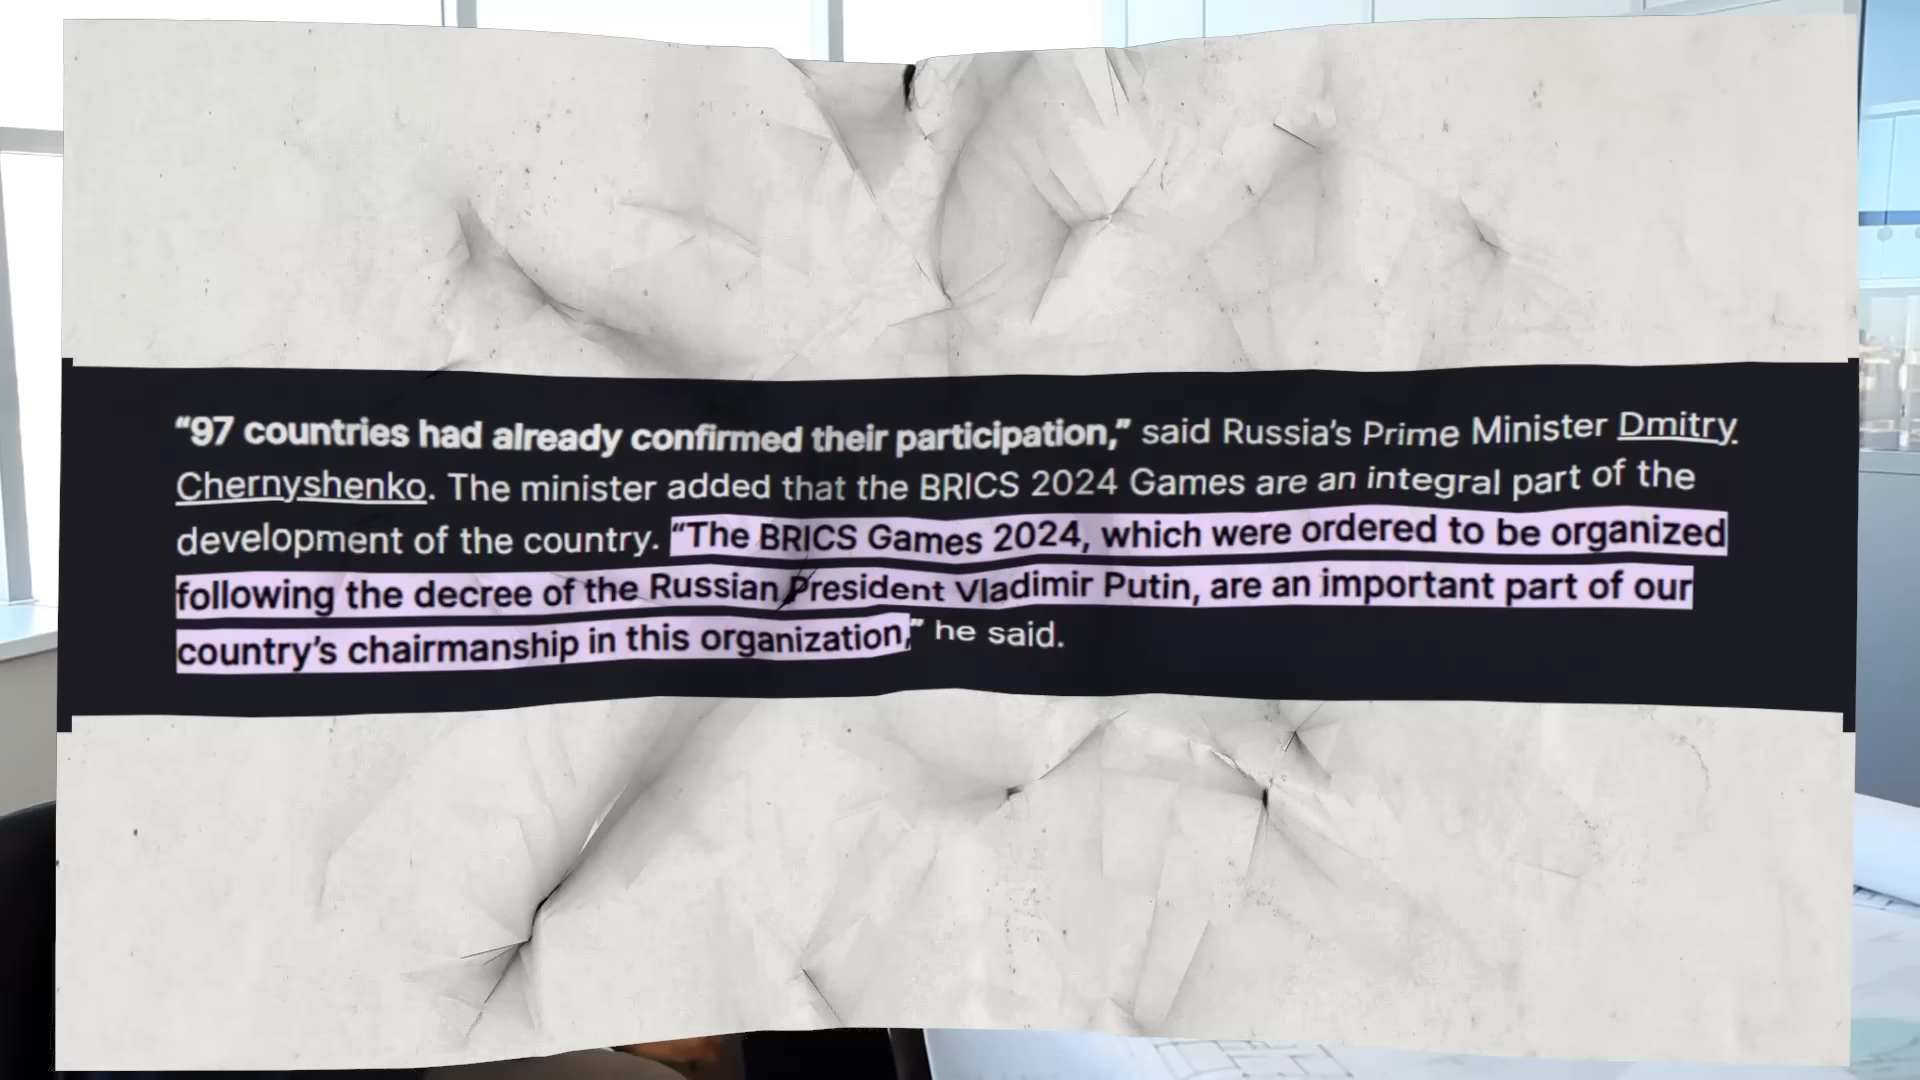 “97 countries had already confirmed their participation,” said Russia’s Prime Minister Dmitry
Chernyshenko. The minister added that the BRICS 2024 Games are an integral part of the
development of the country. “The BRICS Games 2024, which were ordered to be organized
following the decree of the Russian President Vladimir Putin, are an important part of our
country’s chairmanship in this organization,” he said.